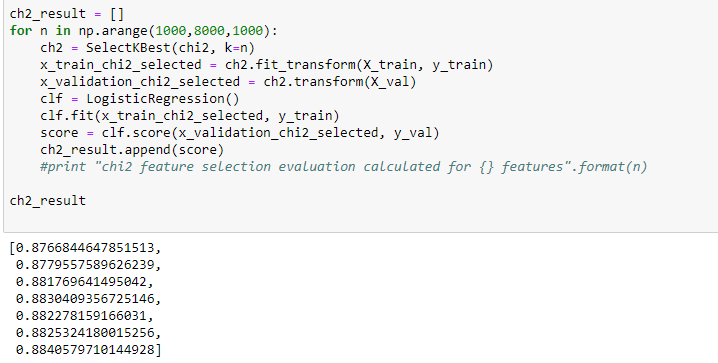 ch2_result = []
for n in np.arange(1000,8000,1000):
    ch2 = SelectKBest(chi2, k=n)
    x_train_chi2_selected = ch2.fit_transform(X_train, y_train)
    x_validation_chi2_selected = ch2.transform(X_val)
    clf = LogisticRegression()
    clf.fit(x_train_chi2_selected, y_train)
    score = clf.score(x_validation_chi2_selected, y_val)
    ch2_result.append(score)
    #print "chi2 feature selection evaluation calculated for {} features".format(n)
ch2_result
[0.8766844647851513,
 0.8779557589626239,
 0.881769641495042,
 0.8830409356725146,
 0.882278159166031,
 0.8825324180015256,
 0.8840579710144928]